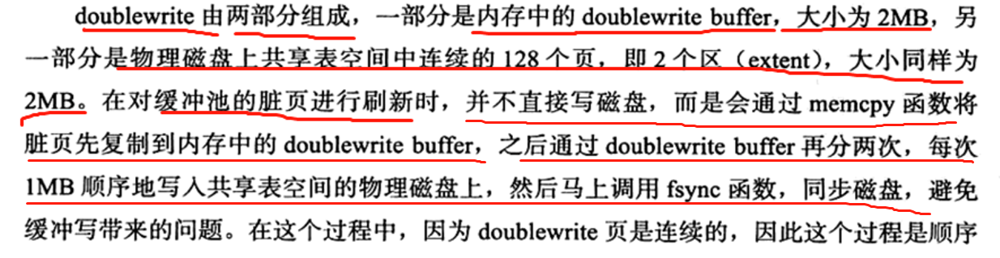 doublewrite 由两部分组成，一部分是内存中的 doublewrite buffer，大小为 2MB，另
一部分是物理磁盘上共享表空间中连续的 128 个页，即 2 个区（extent），大小同样为
2MB。在对缓冲池的脏页进行刷新时，并不直接写磁盘，而是会通过 memcpy 函数将
脏页先复制到内存中的 doublewrite buffer，之后通过 doublewrite buffer 再分两次，每次
1MB 顺序地写入共享表空间的物理磁盘上，然后马上调用 fsync 函数，同步磁盘，避免
缓冲写带来的问题。在这个过程中，因为 doublewrite 页是连续的，因此这个过程是顺序